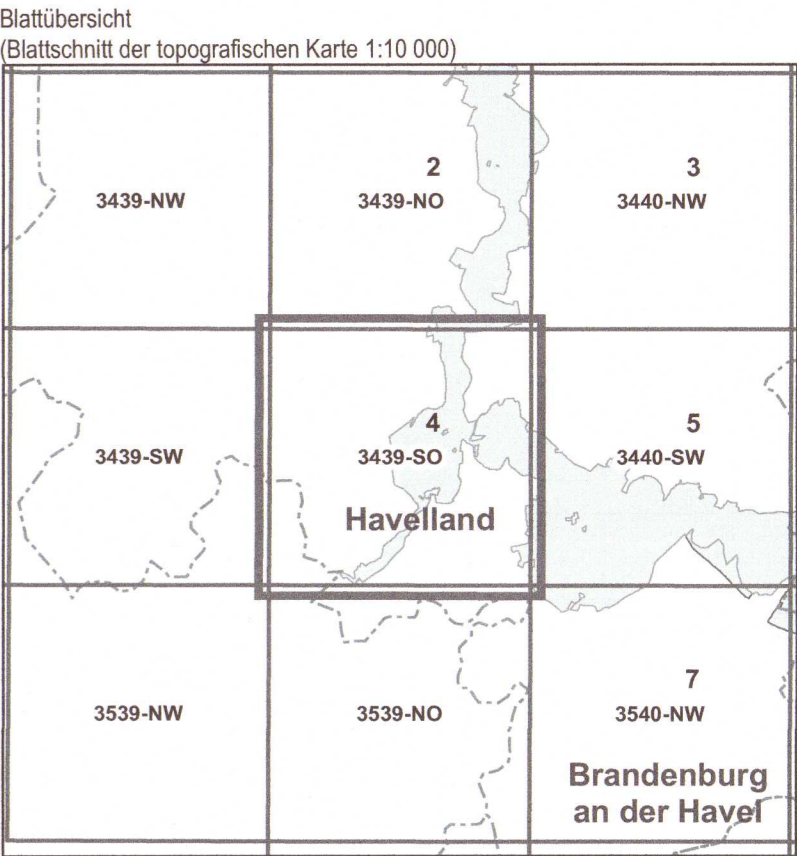 Blattübersicht
(Blattschnitt der topografischen Karte 1:10 000)
3439-NW
2
3439-NO
3
3440-NW
3439-SW
4
3439-SO
Havelland
5
3440-SW
3539-NW
3539-NO
7
3540-NW
Brandenburg
an der Havel